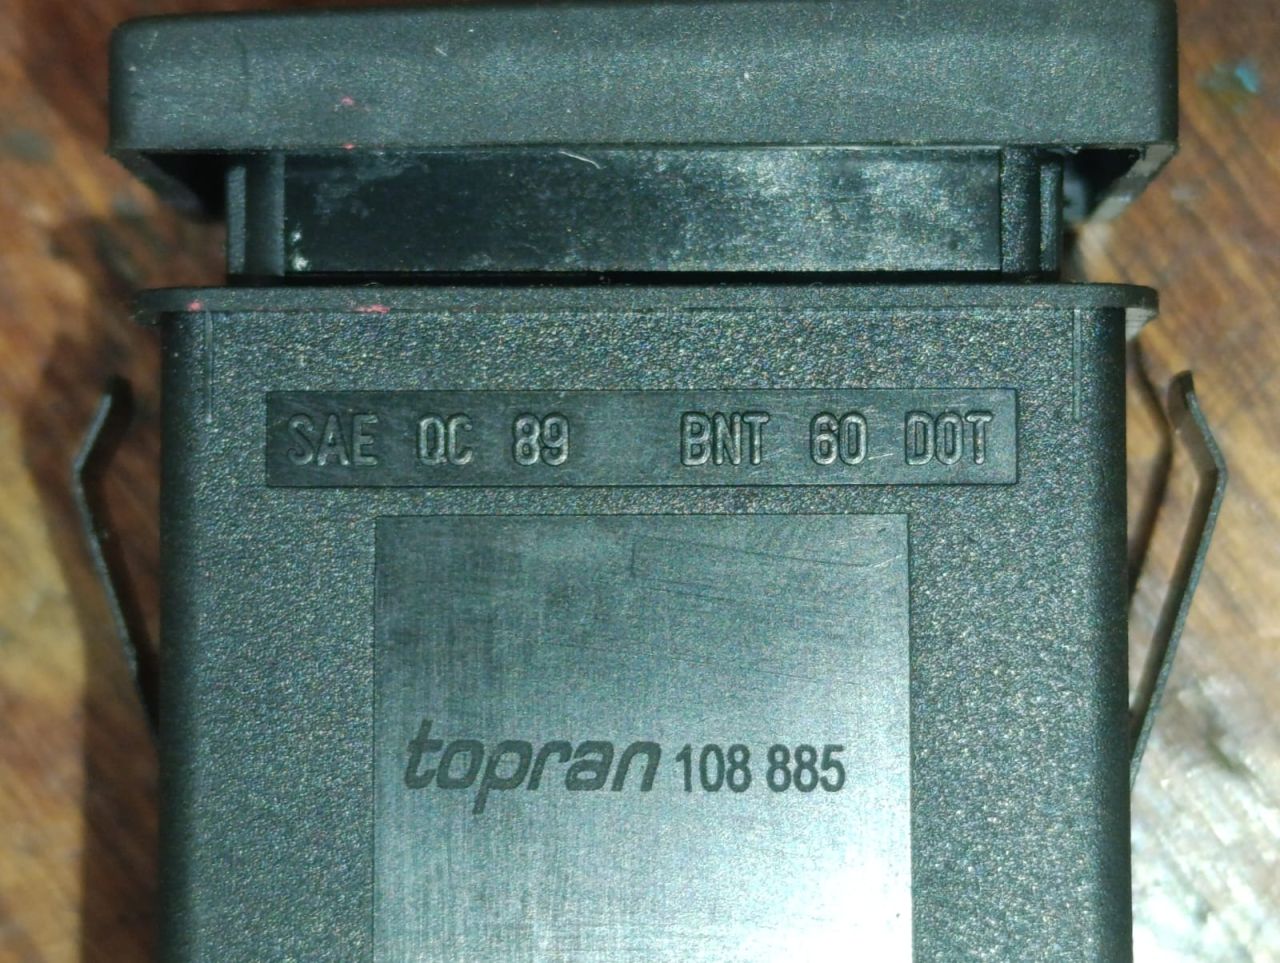 SAE QC 89 BNT 60 DOT
topran 108 885